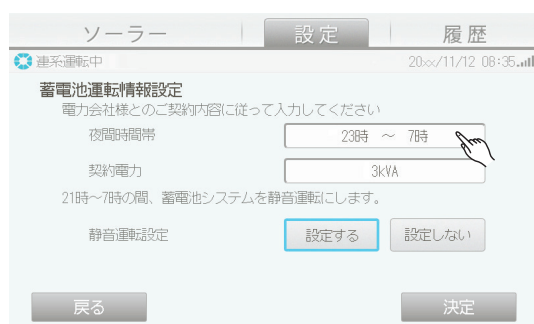 ソーラー 設定 履歴
連系運転中 20××/11/12 08:35
蓄電池運転情報設定
電力会社様とのご契約内容に従って入力してください
夜間時間帯 23時 ～ 7時
契約電力 3kVA
21時～7時の間、蓄電池システムを静音運転にします。
静音運転設定 設定する 設定しない
戻る 決定